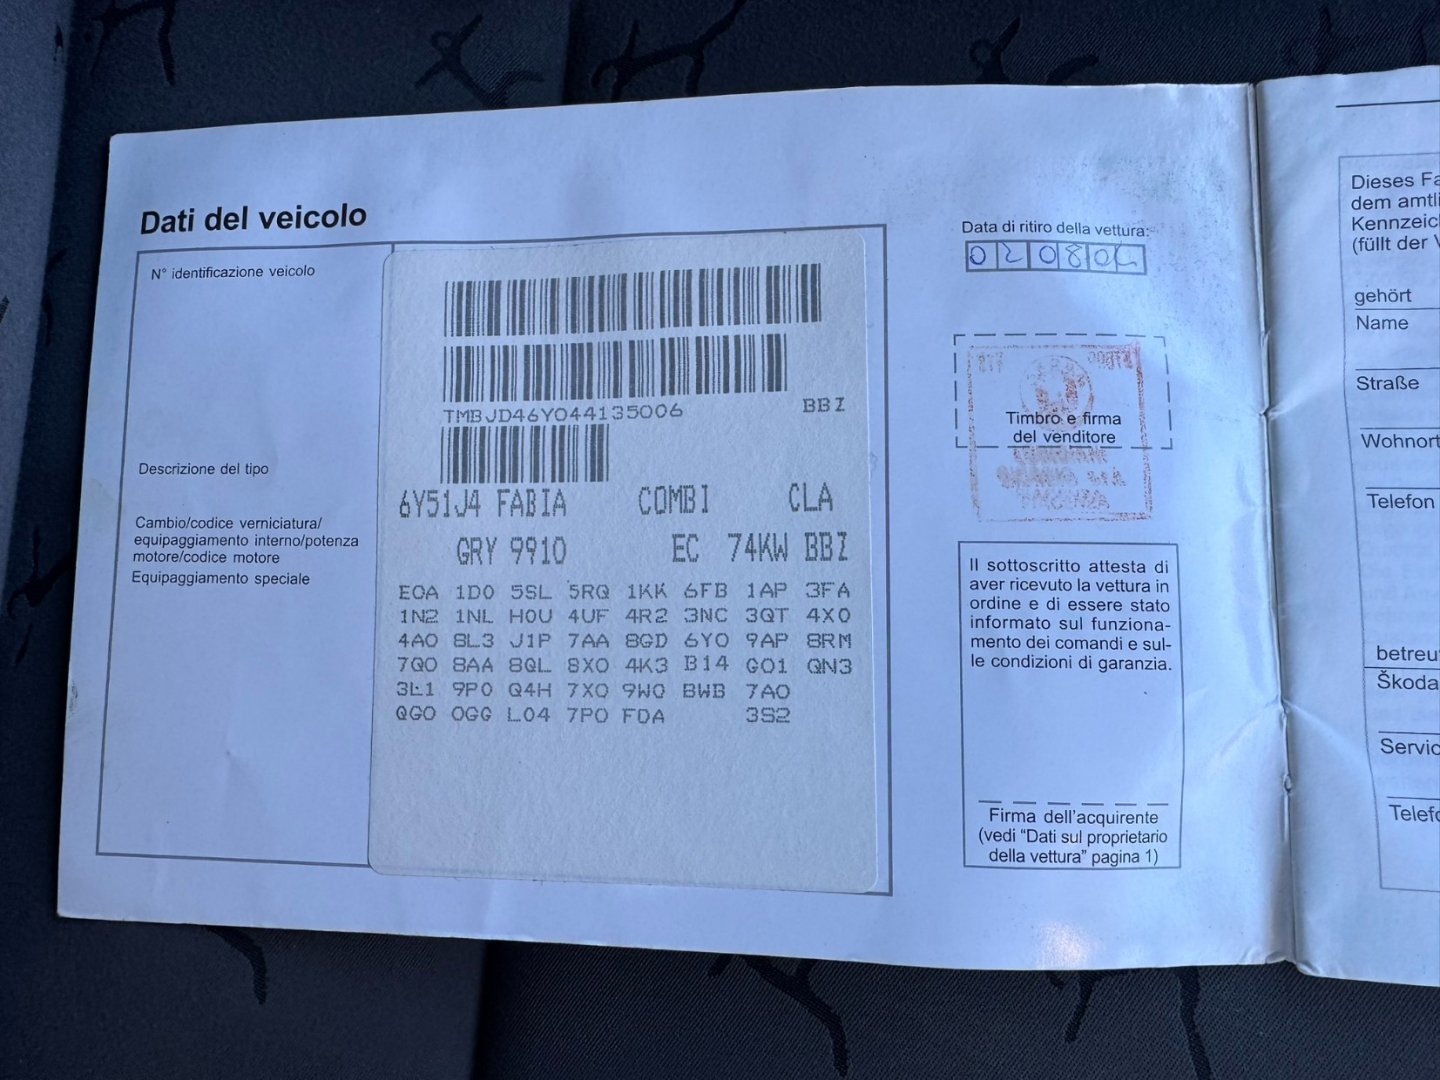 Dati del veicolo
N° identificazione veicolo
TMBJD46Y044135006 BBZ
Descrizione del tipo
6Y51J4 FABIA COMBI CLA
Cambio/codice verniciatura/
equipaggiamento interno/potenza
motore/codice motore
GRY 9910 EC 74KW BBZ
Equipaggiamento speciale
E0A 1D0 5SL 5RQ 1KK 6FB 1AP 3FA
1N2 1NL H0U 4UF 4R2 3NC 3QT 4X0
4A0 8L3 J1P 7AA 8GD 6Y0 9AP 8RM
7Q0 8AA 8QL 8X0 4K3 B14 G01 QN3
3L1 9P0 Q4H 7X0 9W0 BWB 7A0
QG0 0GG L04 7P0 F0A 3S2
Data di ritiro della vettura:
020804
Timbro e firma
del venditore
Il sottoscritto attesta di
aver ricevuto la vettura in
ordine e di essere stato
informato sul funziona-
mento dei comandi e sul-
le condizioni di garanzia.
Firma dell'acquirente
(vedi “Dati sul proprietario
della vettura” pagina 1)
Dieses Fa
dem amtli
Kennzeich
(füllt der V
gehört
Name
Straße
Wohnort
Telefon
betreu
Škoda
Servic
Telefo